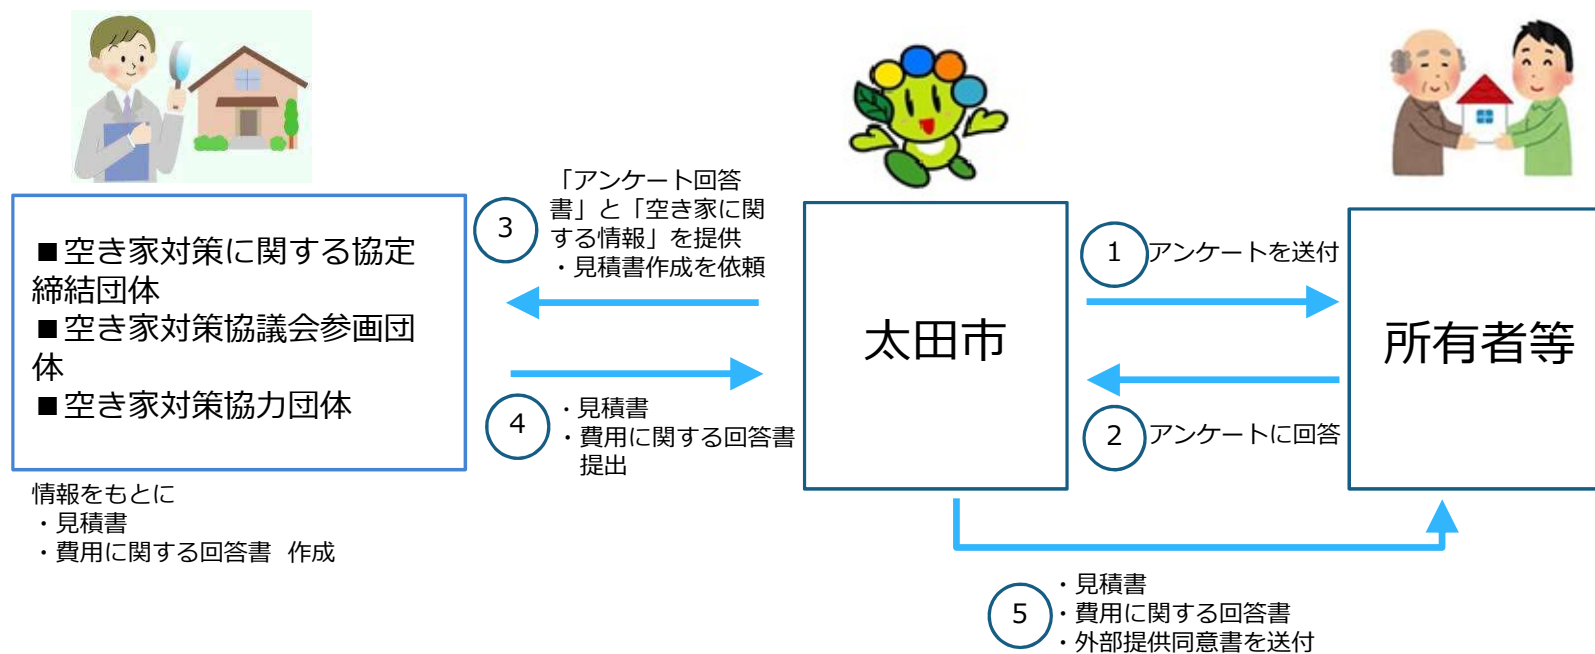 ■空き家対策に関する協定
締結団体
■空き家対策協議会参画団
体
■空き家対策協力団体
情報をもとに
・見積書
・費用に関する回答書 作成
3
「アンケート回答
書」と「空き家に関
する情報」を提供
・見積書作成を依頼
4
・見積書
・費用に関する回答書
提出
太田市
1
アンケートを送付
2
アンケートに回答
所有者等
5
・見積書
・費用に関する回答書
・外部提供同意書を送付